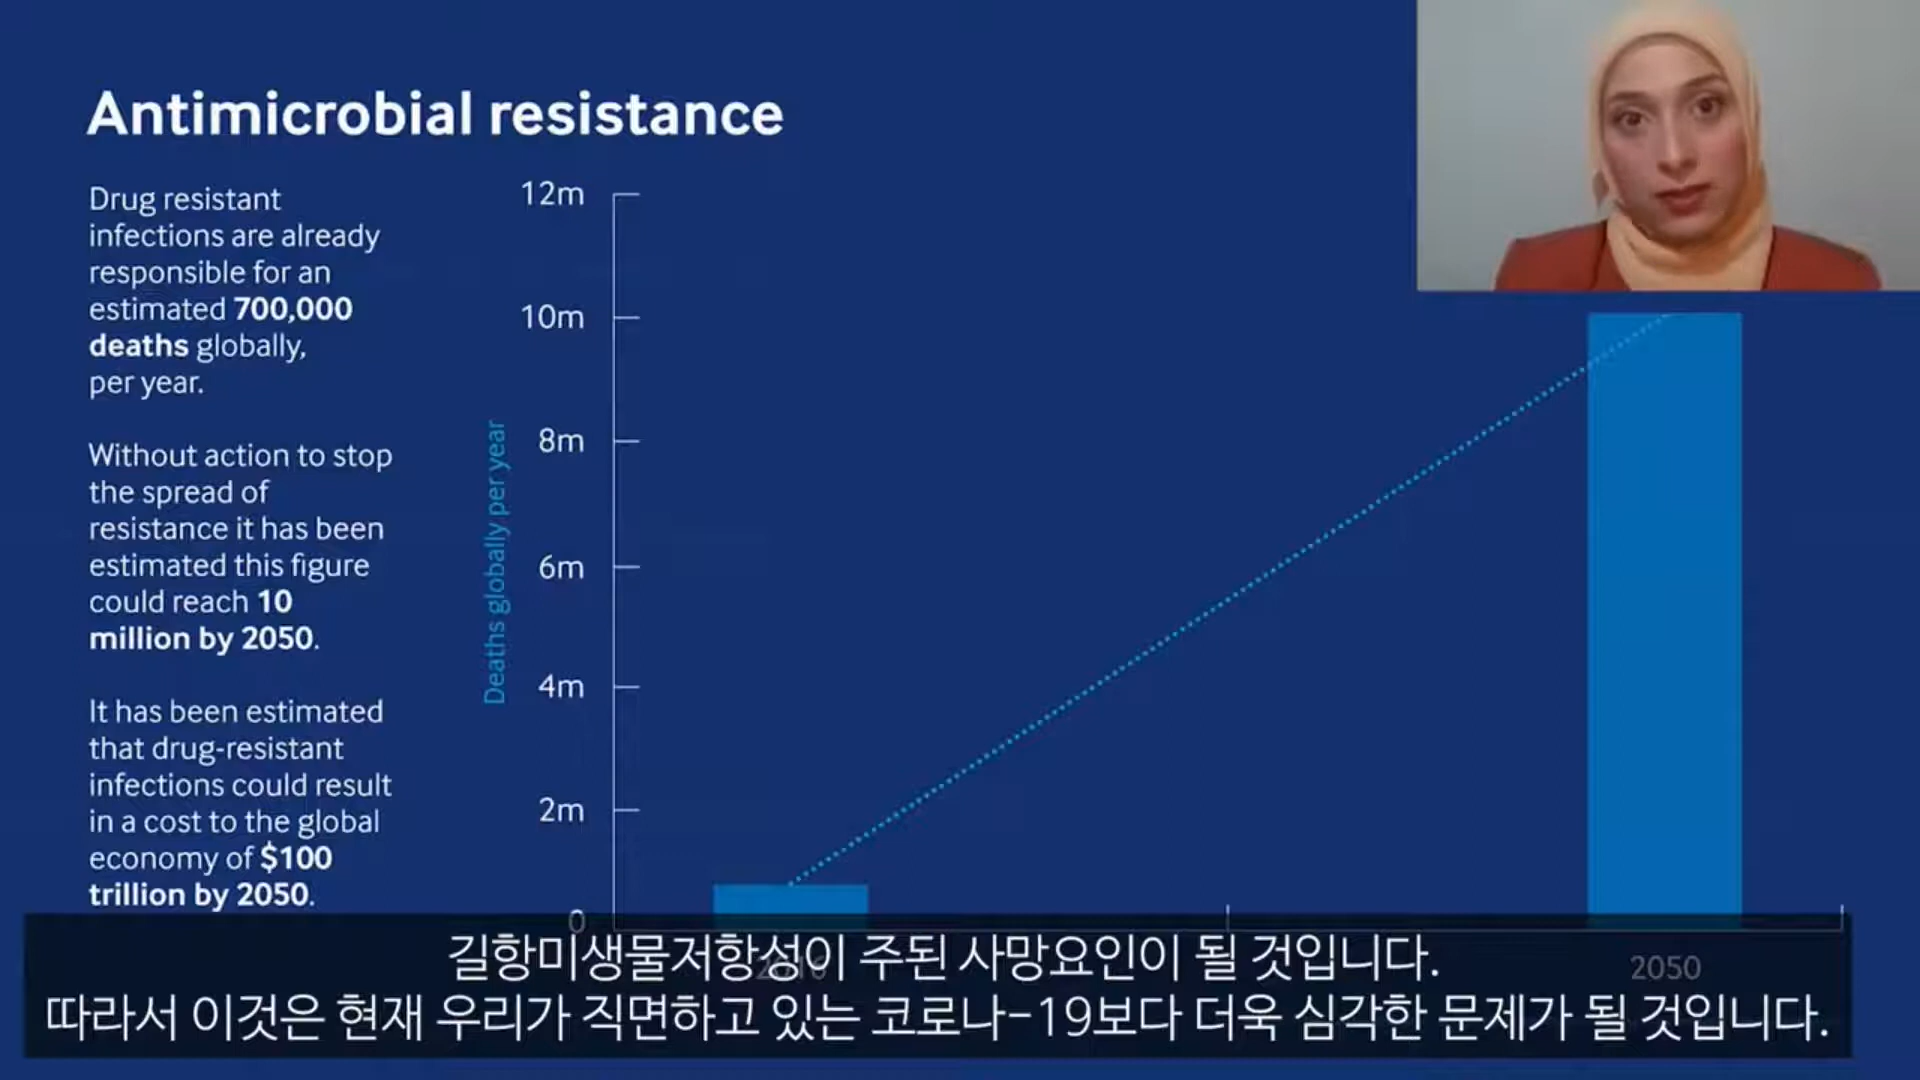 Antimicrobial resistance
Drug resistant
infections are already
responsible for an
estimated 700,000
deaths globally,
per year.
Without action to stop
the spread of
resistance it has been
estimated this figure
could reach 10
million by 2050.
It has been estimated
that drug-resistant
infections could result
in a cost to the global
economy of $100
trillion by 2050.
Deaths globally per year
12m
10m
8m
6m
4m
2m
0
2050
길항미생물저항성이 주된 사망요인이 될 것입니다.
따라서 이것은 현재 우리가 직면하고 있는 코로나-19보다 더욱 심각한 문제가 될 것입니다.